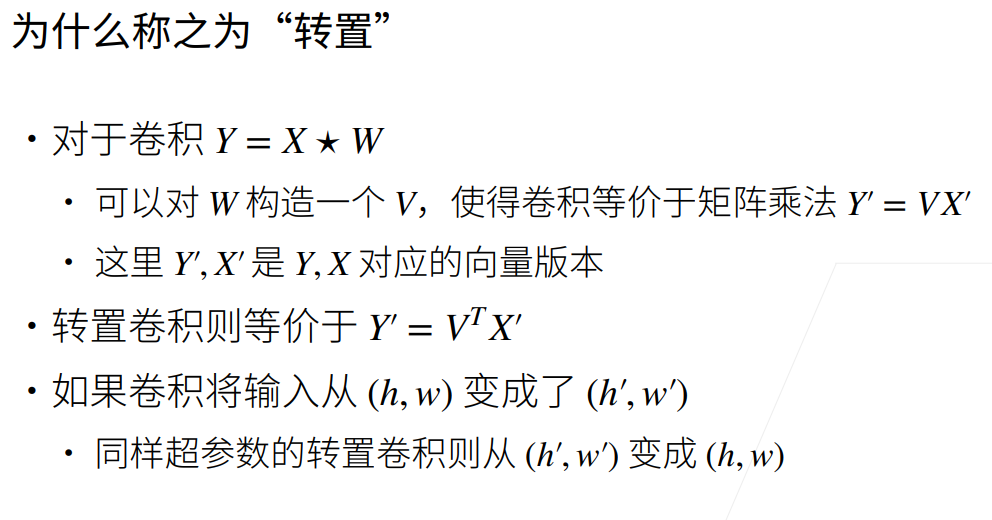 为什么称之为“转置”
• 对于卷积 Y = X ⋆ W
• 可以对 W 构造一个 V，使得卷积等价于矩阵乘法 Y′ = VX′
• 这里 Y′, X′ 是 Y, X 对应的向量版本
• 转置卷积则等价于 Y′ = VᵀX′
• 如果卷积将输入从 (h, w) 变成了 (h′, w′)
• 同样超参数的转置卷积则从 (h′, w′) 变成 (h, w)